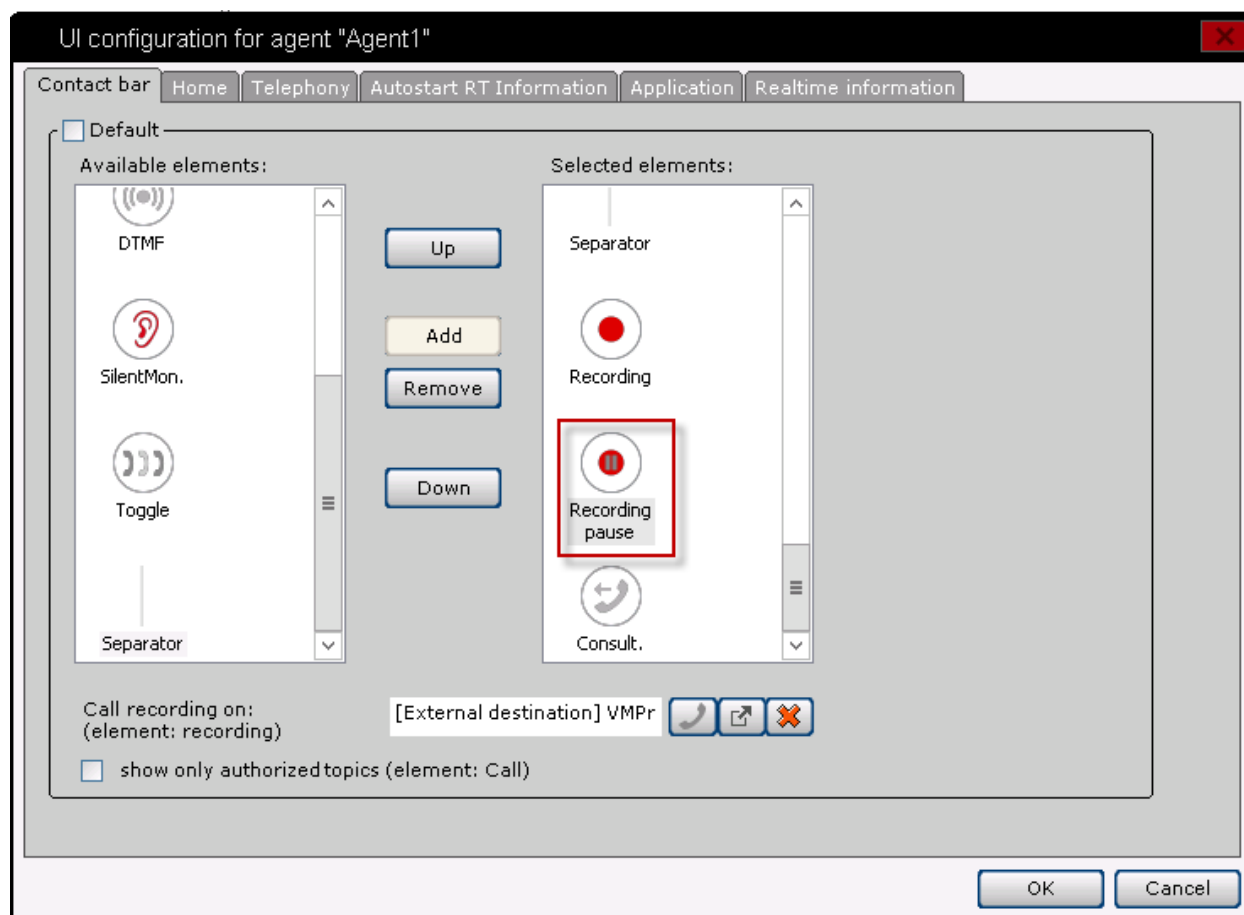 UI configuration for agent "Agent1"
Contact bar Home Telephony Autostart RT Information Application Realtime information
Default
Available elements: Selected elements:
DTMF
Up
Separator
SilentMon.
Add
Remove
Recording
Toggle
Down
Recording
pause
Separator
Consult.
Call recording on:
(element: recording)
[External destination] VMPr
show only authorized topics (element: Call)
OK Cancel